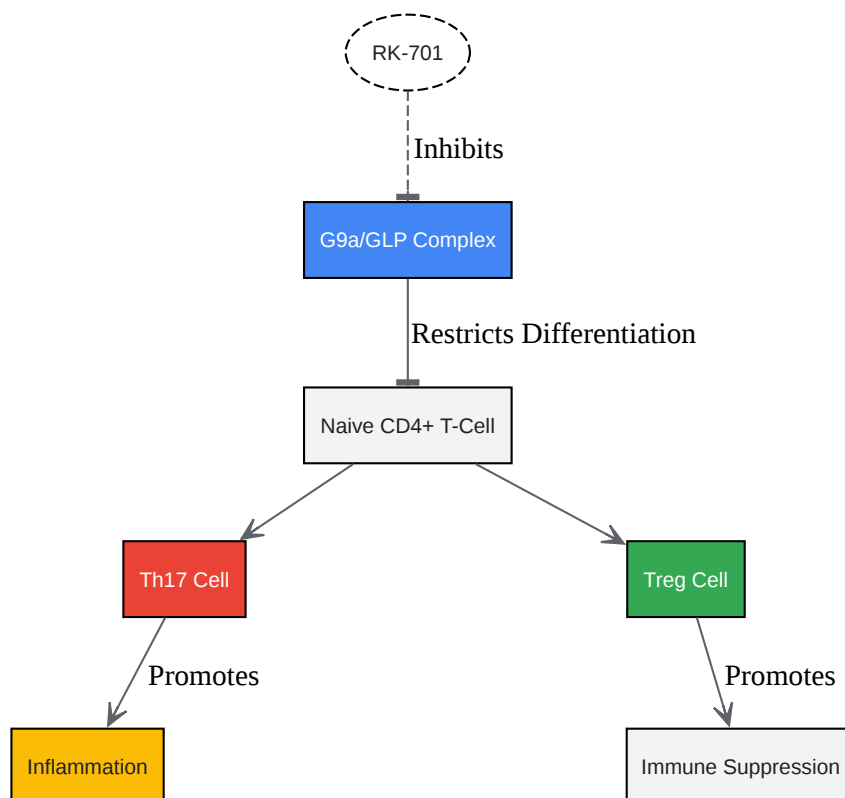 RK-701
Inhibits
G9a/GLP Complex
Restricts Differentiation
Naive CD4+ T-Cell
Th17 Cell
Treg Cell
Promotes
Promotes
Inflammation
Immune Suppression